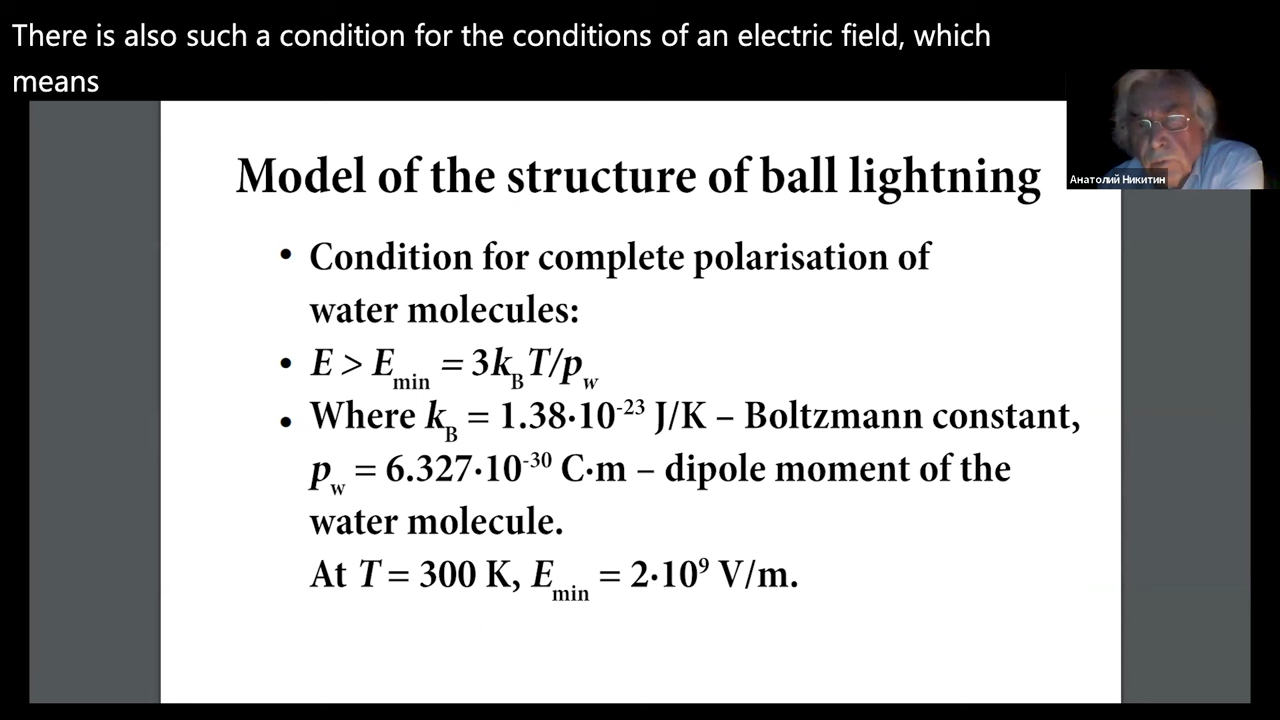 There is also such a condition for the conditions of an electric field, which
means
Анатолий Никитин
Model of the structure of ball lightning
• Condition for complete polarisation of
water molecules:
• E > Emin = 3kBT/pw
• Where kB = 1.38·10-23 J/K – Boltzmann constant,
pw = 6.327·10-30 C·m – dipole moment of the
water molecule.
At T = 300 K, Emin = 2·109 V/m.